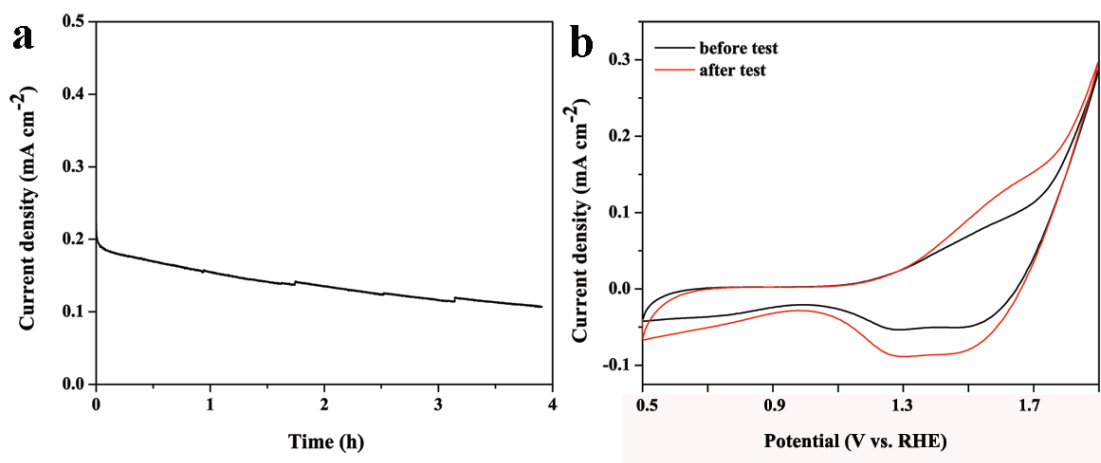 a
0.5
0.4
0.3
0.2
0.1
0.0
0
1
2
3
4
Current density (mA cm-2)
Time (h)
b
before test
after test
0.3
0.2
0.1
0.0
-0.1
0.5
0.9
1.3
1.7
Current density (mA cm-2)
Potential (V vs. RHE)